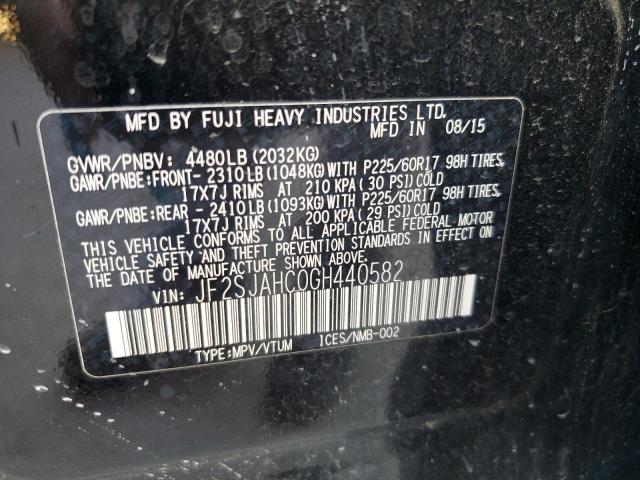 MFD BY FUJI HEAVY INDUSTRIES LTD.
MFD IN 08/15
GVWR/PNBV: 4480LB(2032KG)
GAWR/PNBE:FRONT- 2310LB(1048KG)WITH P225/60R17 98H TIRES,
17X7J RIMS AT 210 KPA(30 PSI)COLD
GAWR/PNBE:REAR - 2410LB(1093KG)WITH P225/60R17 98H TIRES,
17X7J RIMS AT 200 KPA(29 PSI)COLD
THIS VEHICLE CONFORMS TO ALL APPLICABLE FEDERAL MOTOR
VEHICLE SAFETY AND THEFT PREVENTION STANDARDS IN EFFECT ON
THE DATE OF MANUFACTURE SHOWN ABOVE.
VIN: JF2SJAHC0GH440582
TYPE:MPV/VTUM ICES/NMB-002